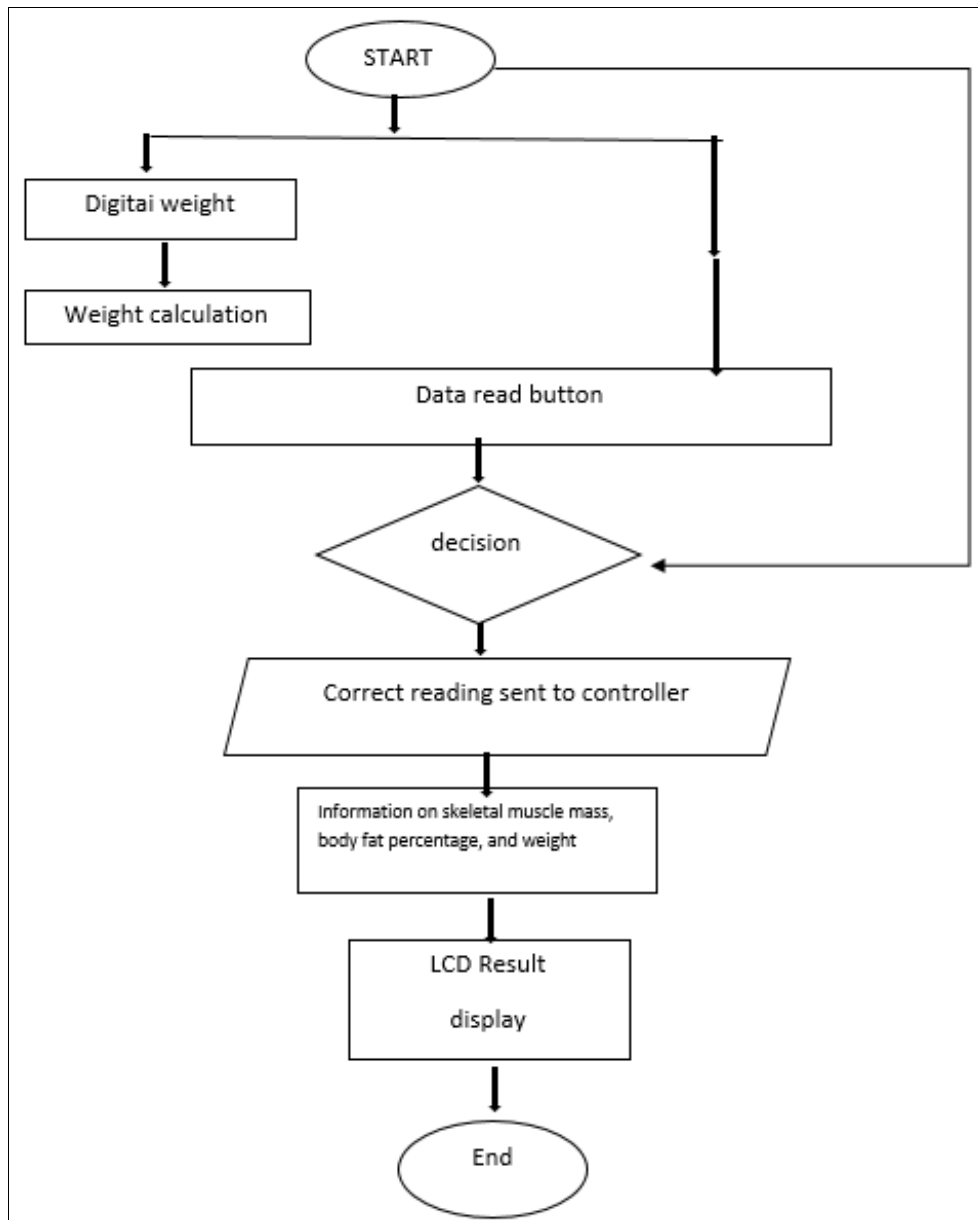 START
Digitai weight
Weight calculation
Data read button
decision
Correct reading sent to controller
Information on skeletal muscle mass,
body fat percentage, and weight
LCD Result
display
End